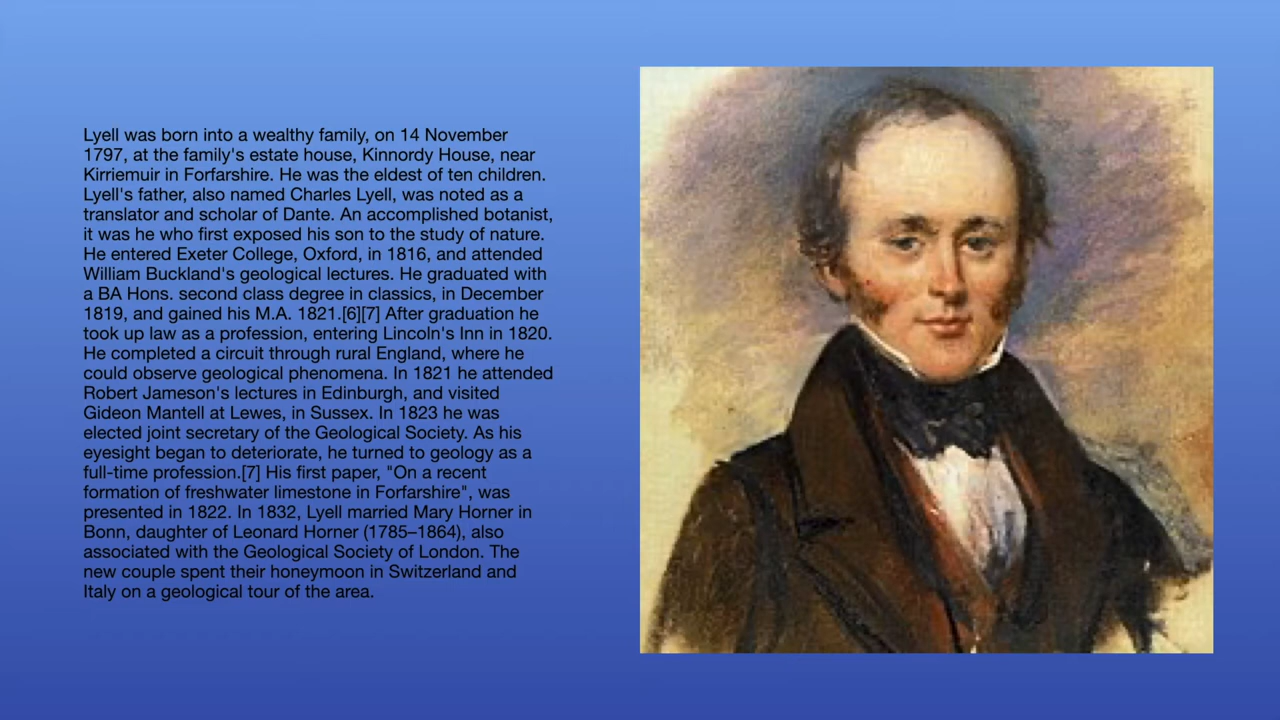 Lyell was born into a wealthy family, on 14 November
1797, at the family's estate house, Kinnordy House, near
Kirriemuir in Forfarshire. He was the eldest of ten children.
Lyell's father, also named Charles Lyell, was noted as a
translator and scholar of Dante. An accomplished botanist,
it was he who first exposed his son to the study of nature.
He entered Exeter College, Oxford, in 1816, and attended
William Buckland's geological lectures. He graduated with
a BA Hons. second class degree in classics, in December
1819, and gained his M.A. 1821.[6][7] After graduation he
took up law as a profession, entering Lincoln's Inn in 1820.
He completed a circuit through rural England, where he
could observe geological phenomena. In 1821 he attended
Robert Jameson's lectures in Edinburgh, and visited
Gideon Mantell at Lewes, in Sussex. In 1823 he was
elected joint secretary of the Geological Society. As his
eyesight began to deteriorate, he turned to geology as a
full-time profession.[7] His first paper, "On a recent
formation of freshwater limestone in Forfarshire", was
presented in 1822. In 1832, Lyell married Mary Horner in
Bonn, daughter of Leonard Horner (1785–1864), also
associated with the Geological Society of London. The
new couple spent their honeymoon in Switzerland and
Italy on a geological tour of the area.